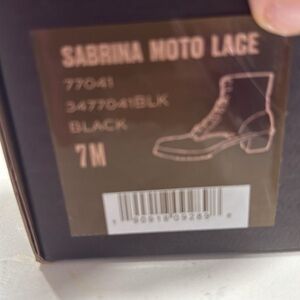 SABRINA MOTO LACE
77041
3477041BLK
BLACK
7M